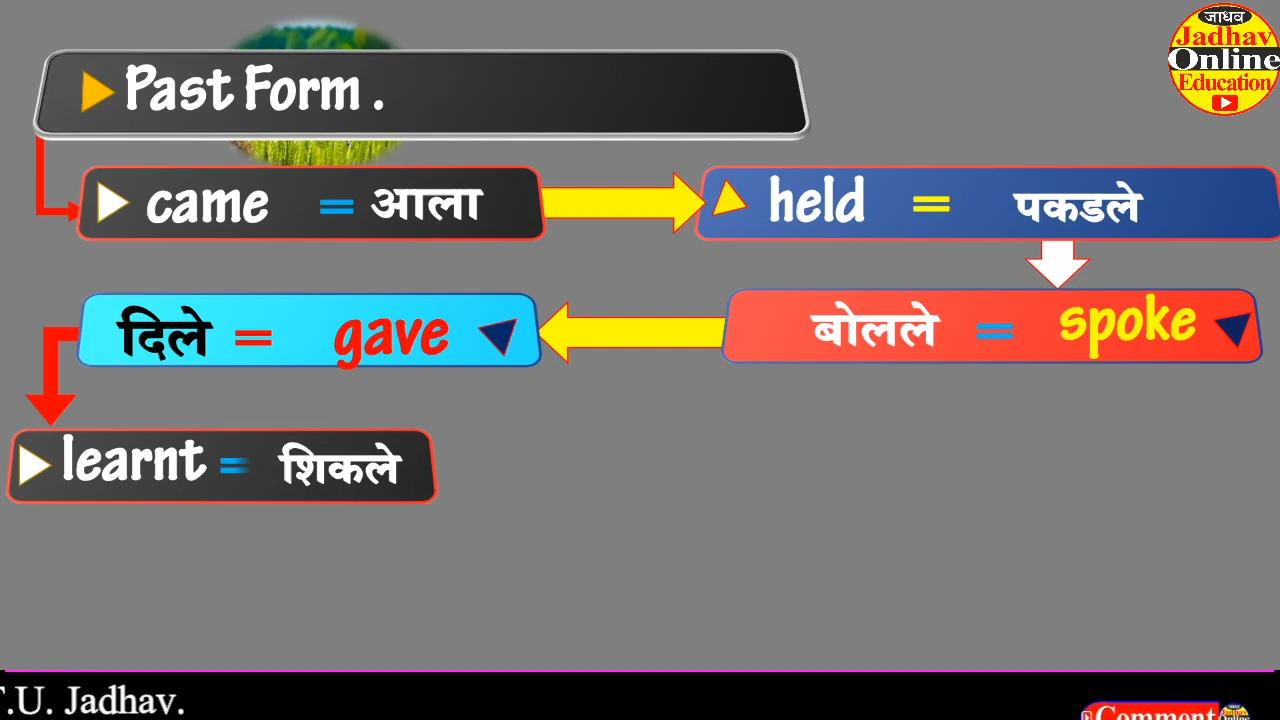 जाधव
Jadhav
Online
Education
Past Form .
came = आला
held = पकडले
बोलले = spoke
दिले = gave
learnt = शिकले
.U. Jadhav.
Comment